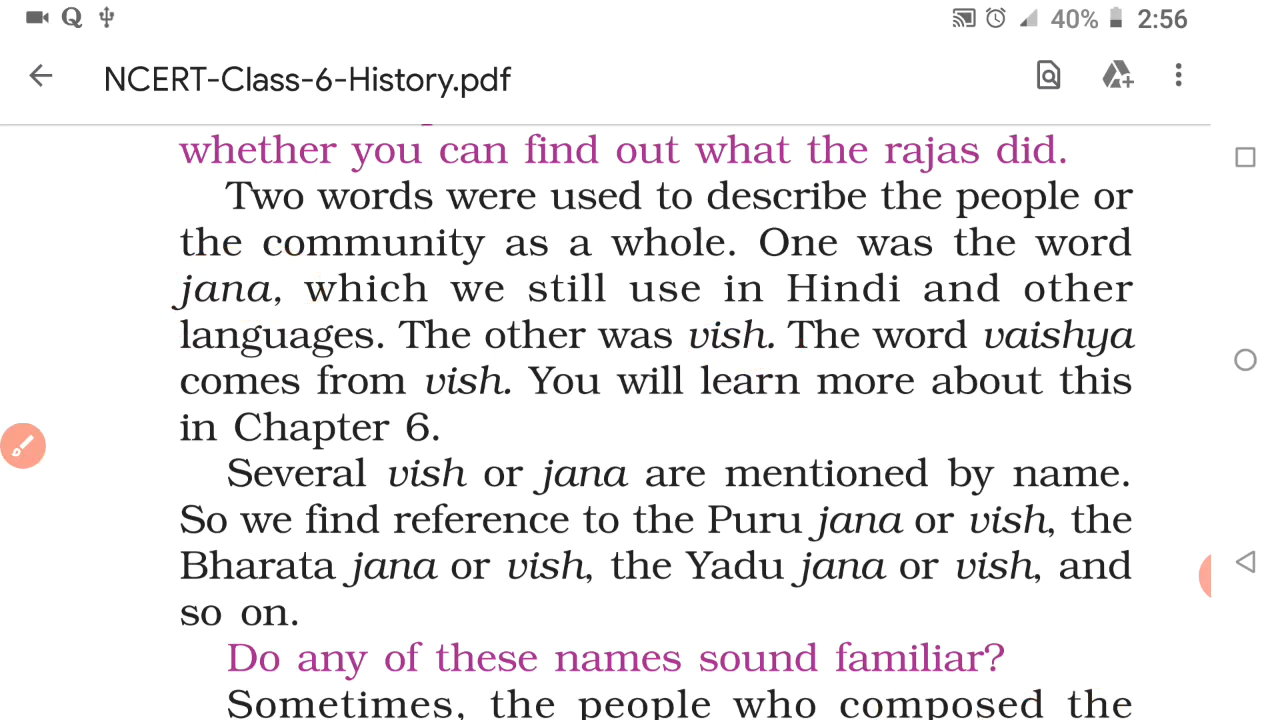 40% 2:56
NCERT-Class-6-History.pdf
whether you can find out what the rajas did.
Two words were used to describe the people or
the community as a whole. One was the word
jana, which we still use in Hindi and other
languages. The other was vish. The word vaishya
comes from vish. You will learn more about this
in Chapter 6.
Several vish or jana are mentioned by name.
So we find reference to the Puru jana or vish, the
Bharata jana or vish, the Yadu jana or vish, and
so on.
Do any of these names sound familiar?
Sometimes, the people who composed the